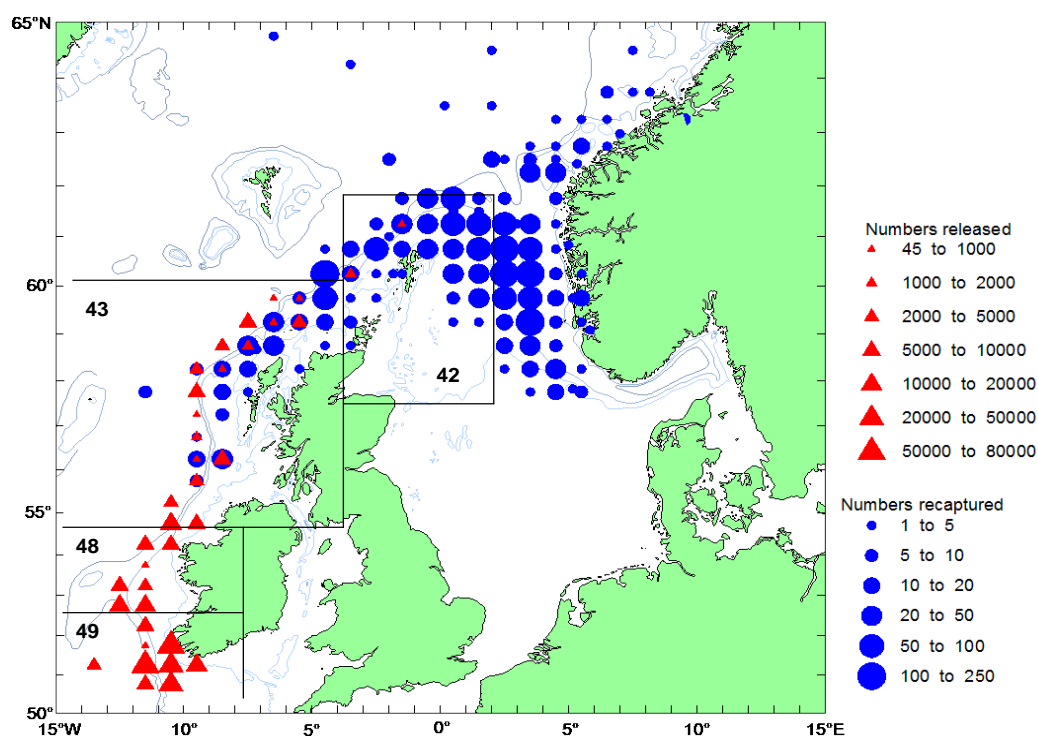 65°N
60°
55°
50°
15°W
10°
5°
0°
5°
10°
15°E
43
42
48
49
Numbers released
45 to 1000
1000 to 2000
2000 to 5000
5000 to 10000
10000 to 20000
20000 to 50000
50000 to 80000
Numbers recaptured
1 to 5
5 to 10
10 to 20
20 to 50
50 to 100
100 to 250